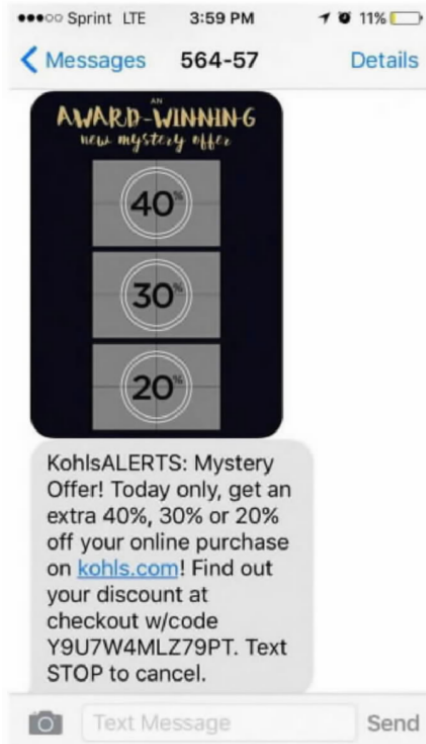 Sprint LTE 3:59 PM 11%
Messages 564-57 Details
AN
AWARD-WINNING
new mystery offer
40%
30%
20%
KohlsALERTS: Mystery
Offer! Today only, get an
extra 40%, 30% or 20%
off your online purchase
on kohls.com! Find out
your discount at
checkout w/code
Y9U7W4MLZ79PT. Text
STOP to cancel.
Text Message Send